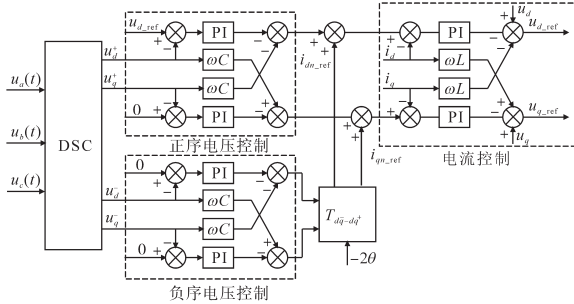 u_a(t)
u_b(t)
u_c(t)
DSC
u_d_ref
PI
u_d^+
ωC
u_q^+
ωC
0
PI
正序电压控制
0
PI
u_d^-
ωC
u_q^-
ωC
0
PI
负序电压控制
i_dn_ref
i_qn_ref
T_dq^- - dq^+
-2θ
u_d
PI
u_d_ref
i_d
ωL
i_q
ωL
PI
u_q_ref
u_q
电流控制